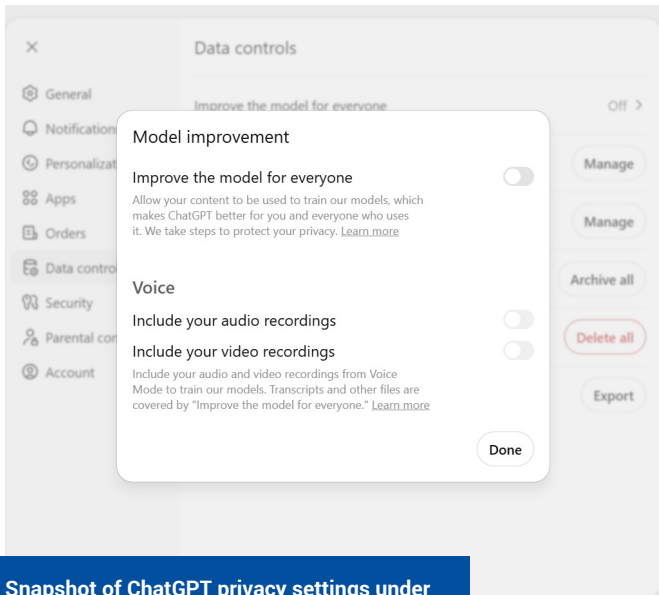 Data controls
General
Improve the model for everyone
Off
Notification
Model improvement
Personalizat
Improve the model for everyone
Manage
Allow your content to be used to train our models, which
makes ChatGPT better for you and everyone who uses
it. We take steps to protect your privacy. Learn more
Apps
Manage
Orders
Data contro
Voice
Archive all
Security
Include your audio recordings
Parental con
Include your video recordings
Delete all
Account
Include your audio and video recordings from Voice
Mode to train our models. Transcripts and other files are
covered by "Improve the model for everyone." Learn more
Export
Done
Snapshot of ChatGPT privacy settings under